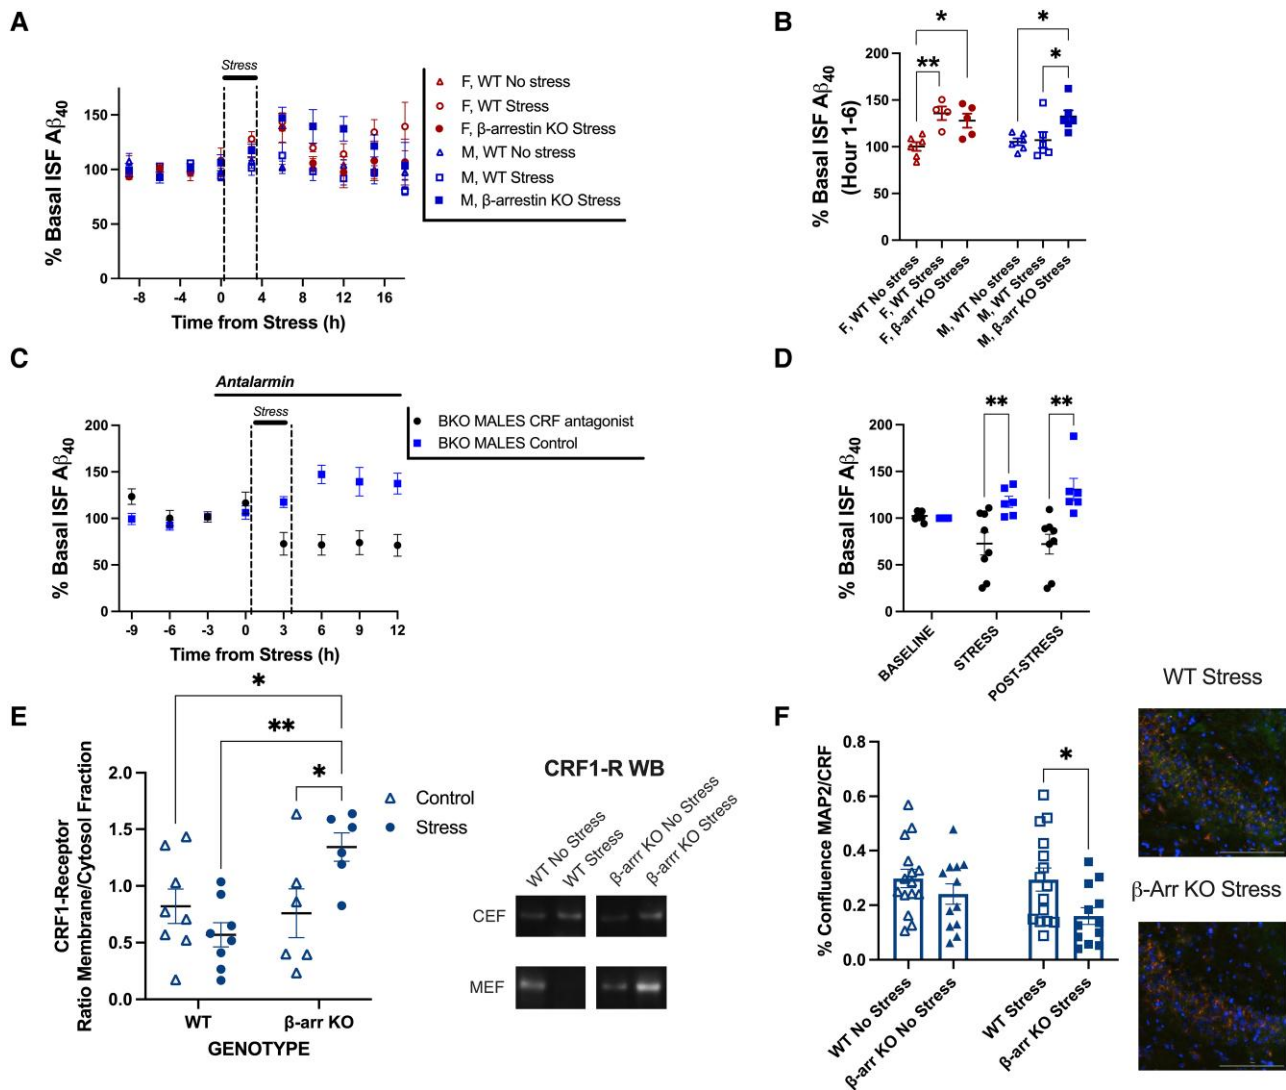 A
Stress
% Basal ISF Aβ40
150
100
50
0
-8
-4
0
4
8
12
16
Time from Stress (h)
F, WT No stress
F, WT Stress
F, β-arrestin KO Stress
M, WT No stress
M, WT Stress
M, β-arrestin KO Stress
B
% Basal ISF Aβ40
(Hour 1-6)
200
150
100
50
0
*
**
*
*
F, WT No stress
F, WT Stress
F, β-arr KO Stress
M, WT No stress
M, WT Stress
M, β-arr KO Stress
C
Antalarmin
Stress
% Basal ISF Aβ40
200
150
100
50
0
-9
-6
-3
0
3
6
9
12
Time from Stress (h)
BKO MALES CRF antagonist
BKO MALES Control
D
% Basal ISF Aβ40
200
150
100
50
0
**
**
BASELINE
STRESS
POST-STRESS
E
CRF1-Receptor
Ratio Membrane/Cytosol Fraction
2.0
1.5
1.0
0.5
0.0
*
**
*
WT
β-arr KO
GENOTYPE
Control
Stress
CRF1-R WB
WT No Stress
WT Stress
β-arrr KO No Stress
β-arrr KO Stress
CEF
MEF
F
% Confluence MAP2/CRF
0.8
0.6
0.4
0.2
0.0
*
WT No Stress
β-arr KO No Stress
WT Stress
β-arr KO Stress
WT Stress
β-Arr KO Stress